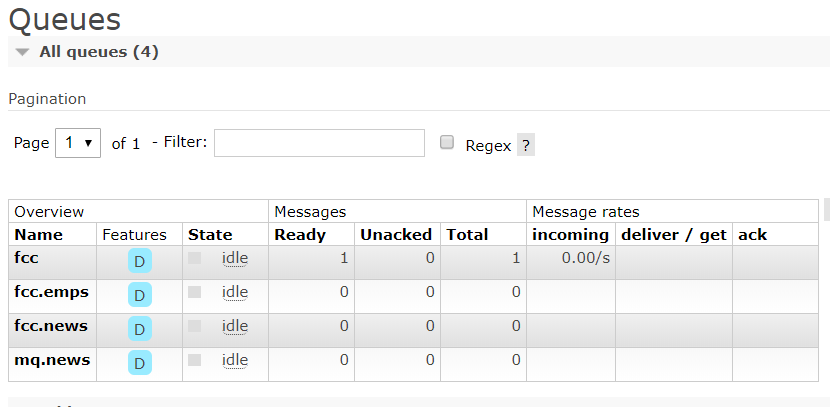 Queues
All queues (4)
Pagination
Page 1 of 1 - Filter: Regex ?
Overview Messages Message rates
Name Features State Ready Unacked Total incoming deliver / get ack
fcc D idle 1 0 1 0.00/s
fcc.emps D idle 0 0 0
fcc.news D idle 0 0 0
mq.news D idle 0 0 0